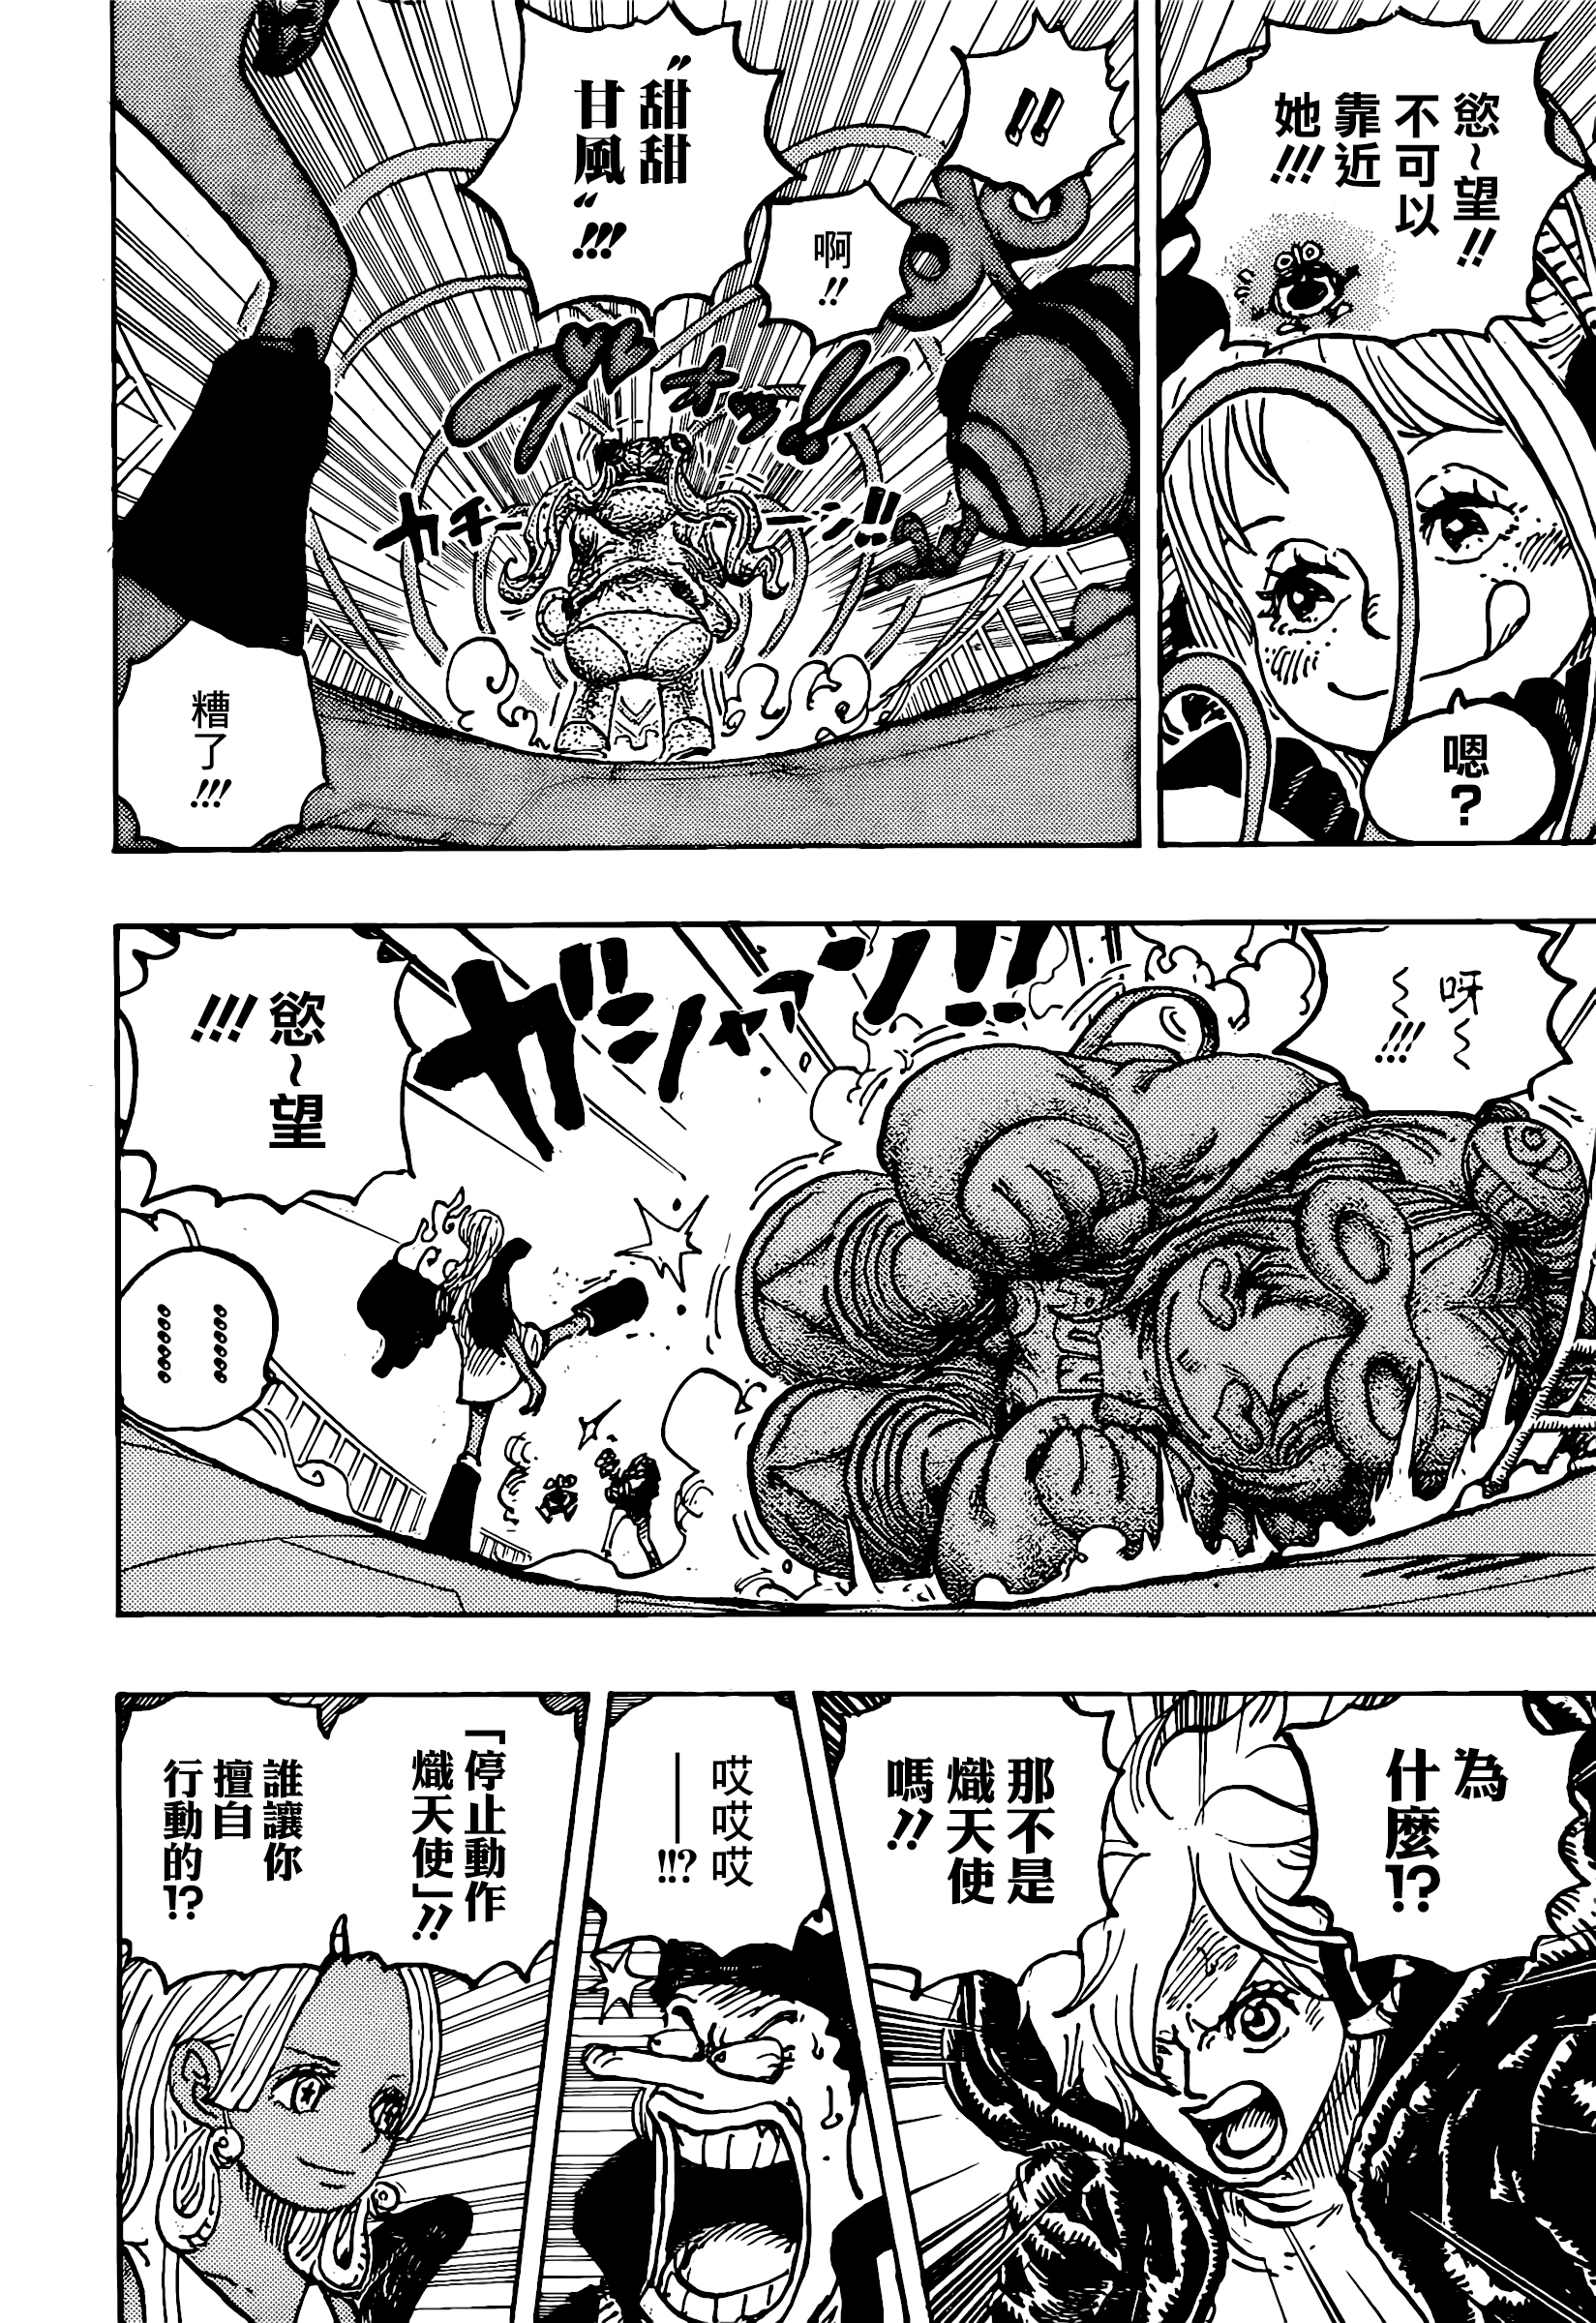 慾~望!!
不可以
靠近
她!!!
嗯?
!!
啊
!!
"甜甜
甘風"!!!
糟了
!!!
ブォッ!!
カチーーン!!
呀~
~!!!
ガシャァン!!
慾~望
!!!
………
………
為
什麼!?
那不是
熾天使
嗎!!
哎哎哎
——!!?
「停止動作
熾天使」!!
誰讓你
擅自
行動的!?